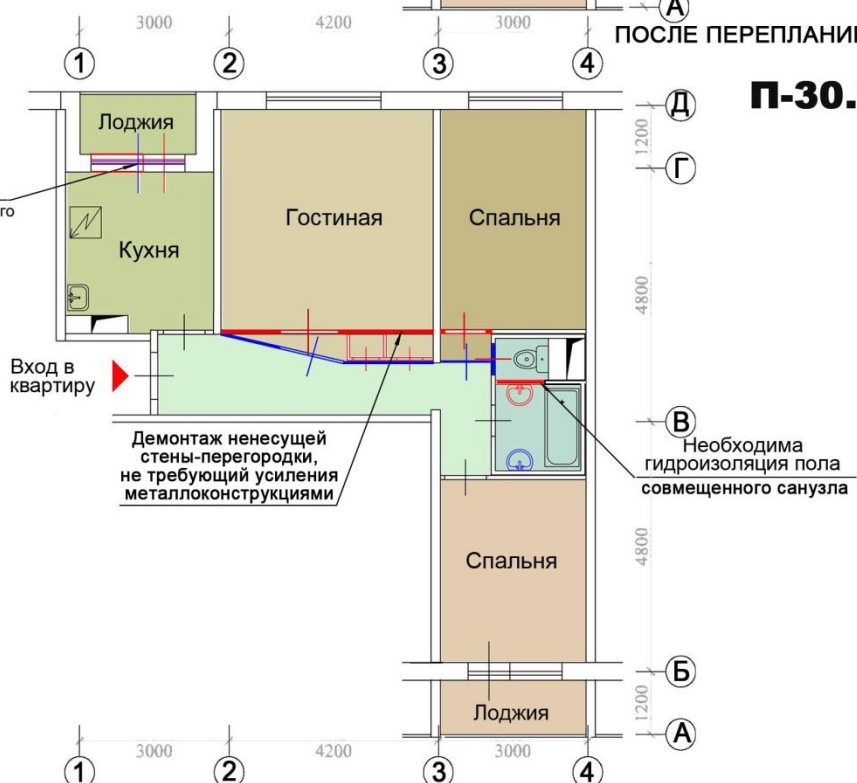 А
3000 4200 3000
ПОСЛЕ ПЕРЕПЛАНИ
1 2 3 4
П-30.
Д
Лоджия
1200
Г
го
Гостиная
Спальня
Кухня
4800
Вход в
квартиру
В
Демонтаж ненесущей
стены-перегородки,
не требующий усиления
металлоконструкциями
Необходима
гидроизоляция пола
совмещенного санузла
4800
Спальня
Б
1200
Лоджия
А
3000 4200 3000
1 2 3 4